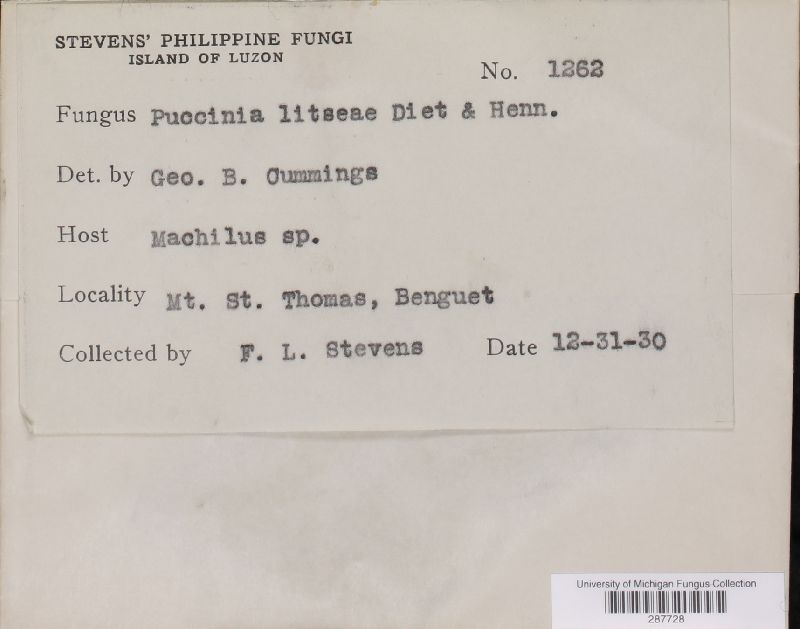 STEVENS' PHILIPPINE FUNGI
ISLAND OF LUZON
No. 1262
Fungus Puccinia litseae Diet & Henn.
Det. by Geo. B. Cummings
Host Machilus sp.
Locality Mt. St. Thomas, Benguet
Collected by F. L. Stevens Date 12-31-30
University of Michigan Fungus Collection
287728